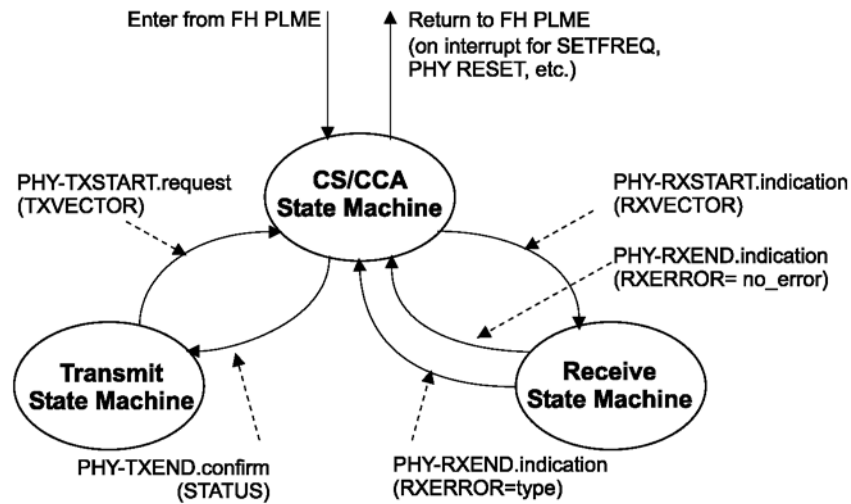 Enter from FH PLME
Return to FH PLME
(on interrupt for SETFREQ,
PHY RESET, etc.)
CS/CCA
State Machine
PHY-TXSTART.request
(TXVECTOR)
PHY-RXSTART.indication
(RXVECTOR)
PHY-RXEND.indication
(RXERROR= no_error)
Transmit
State Machine
Receive
State Machine
PHY-TXEND.confirm
(STATUS)
PHY-RXEND.indication
(RXERROR=type)